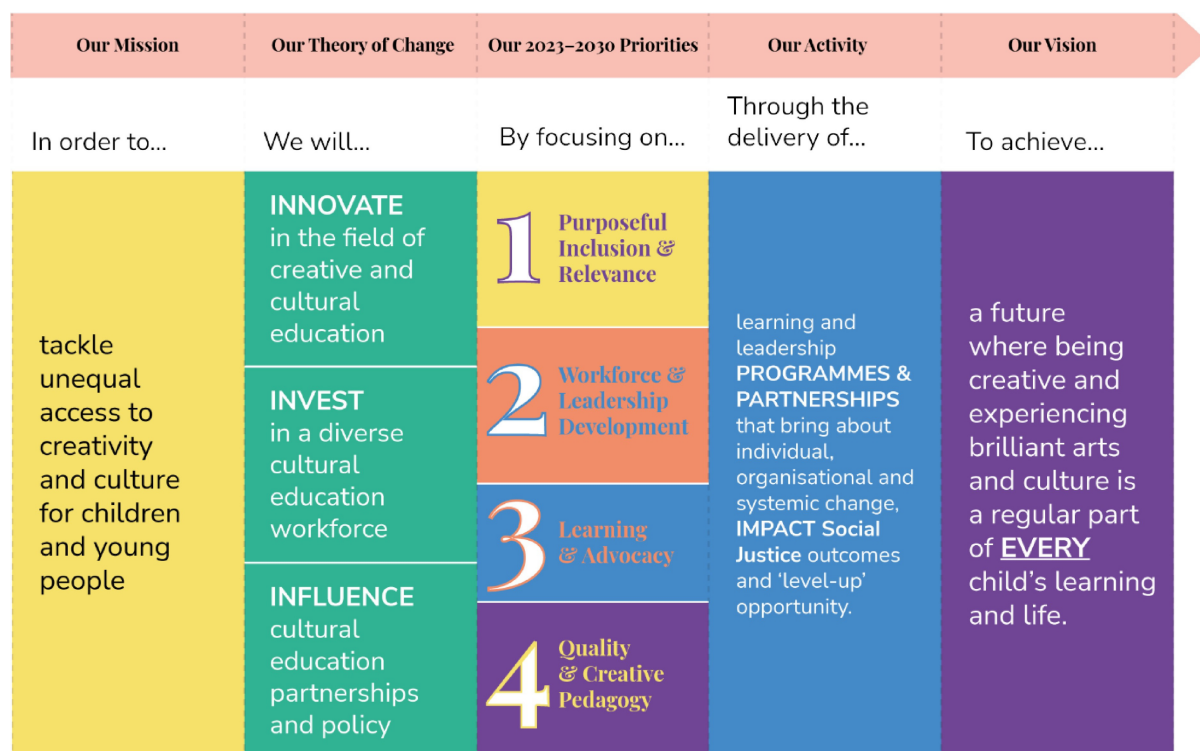 Our Mission
Our Theory of Change
Our 2023–2030 Priorities
Our Activity
Our Vision
In order to...
We will...
By focusing on...
Through the
delivery of...
To achieve...
tackle
unequal
access to
creativity
and culture
for children
and young
people
INNOVATE
in the field of
creative and
cultural
education
INVEST
in a diverse
cultural
education
workforce
INFLUENCE
cultural
education
partnerships
and policy
1
Purposeful
Inclusion &
Relevance
2
Workforce &
Leadership
Development
3
Learning
& Advocacy
4
Quality
& Creative
Pedagogy
learning and
leadership
PROGRAMMES &
PARTNERSHIPS
that bring about
individual,
organisational and
systemic change,
IMPACT Social
Justice outcomes
and ‘level-up’
opportunity.
a future
where being
creative and
experiencing
brilliant arts
and culture is
a regular part
of EVERY
child’s learning
and life.